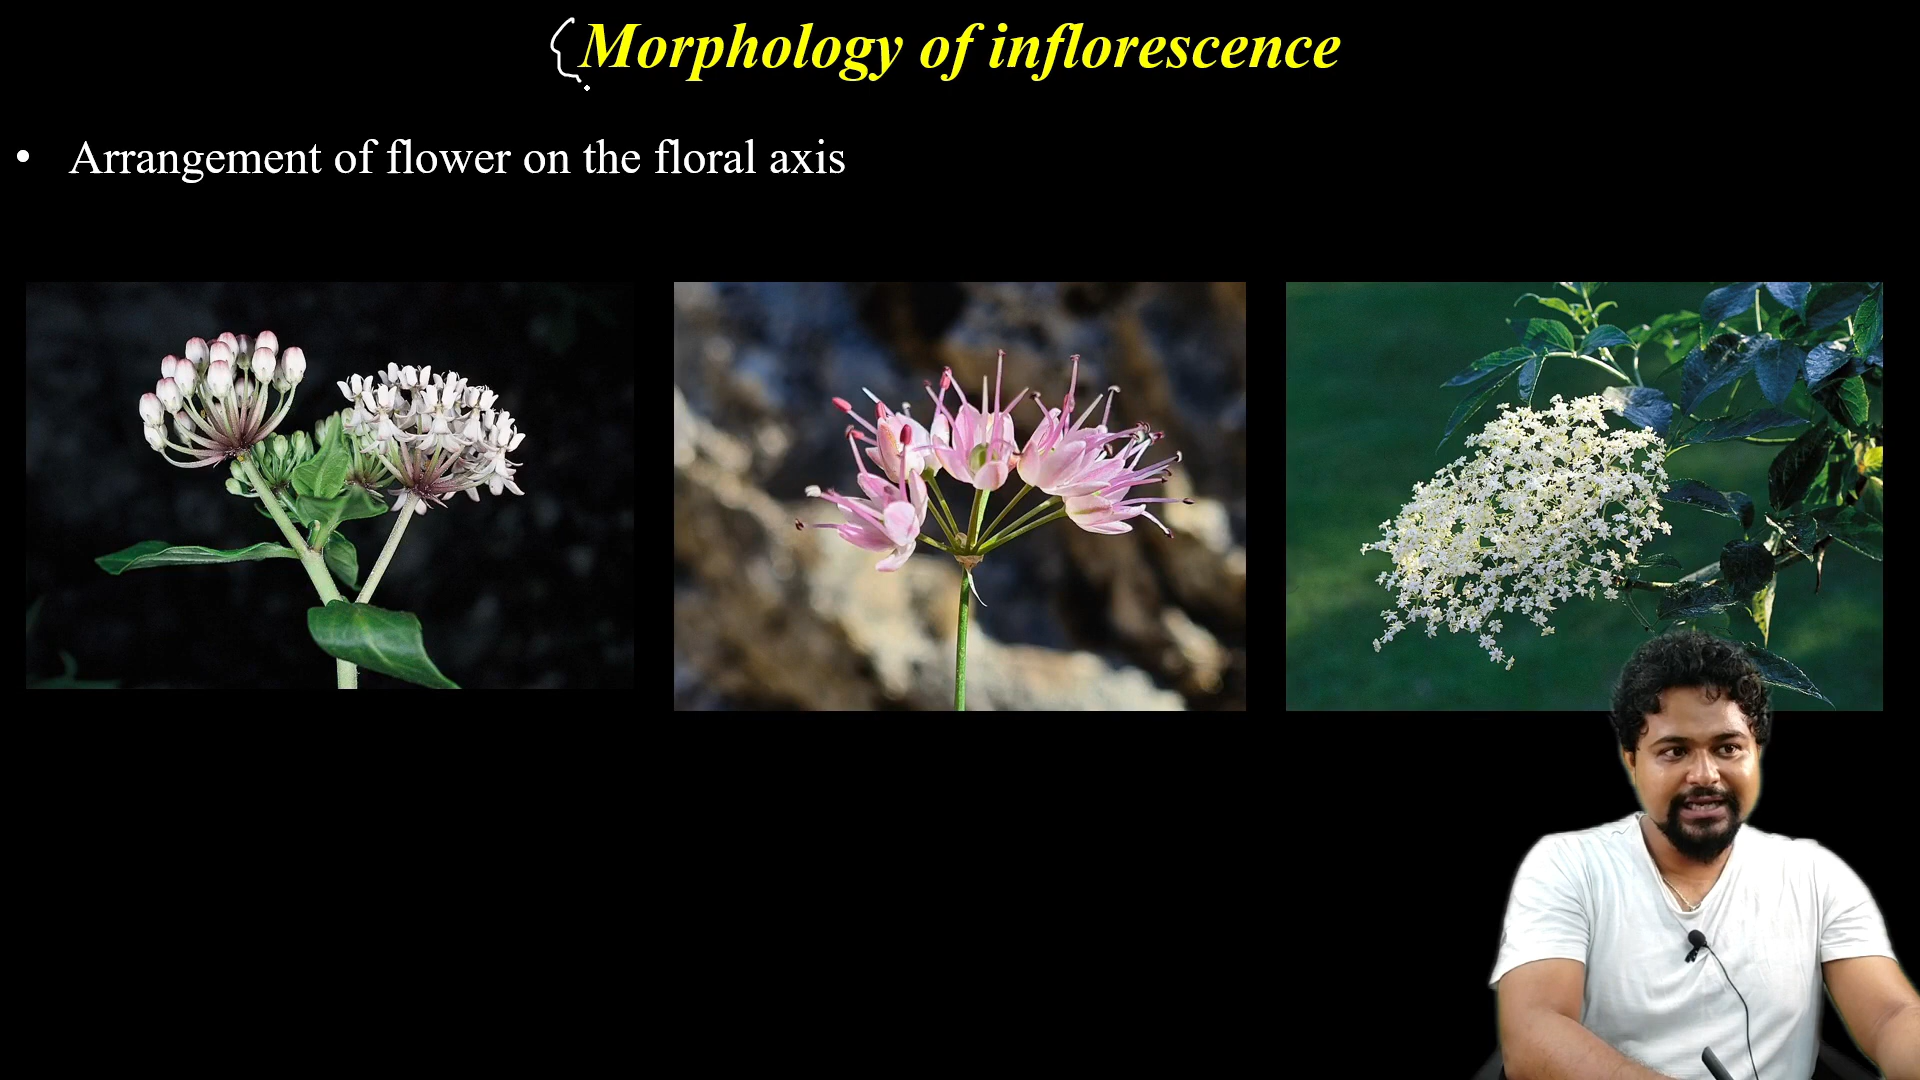 Morphology of inflorescence
• Arrangement of flower on the floral axis